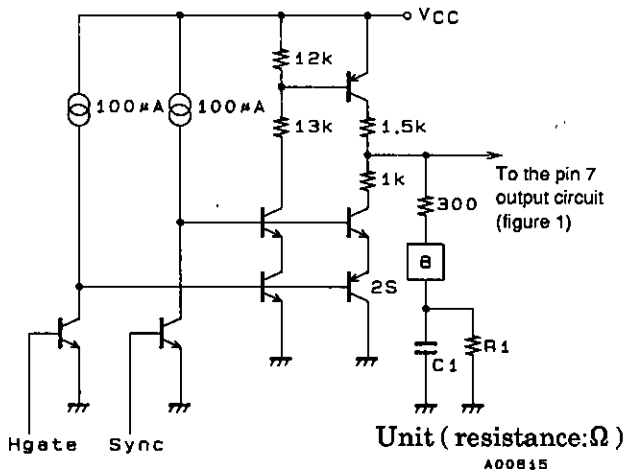 VCC
12k
100μA
100μA
13k
1.5k
1k
To the pin 7
output circuit
(figure 1)
300
8
2S
C1
R1
Hgate
Sync
Unit (resistance:Ω)
A00815